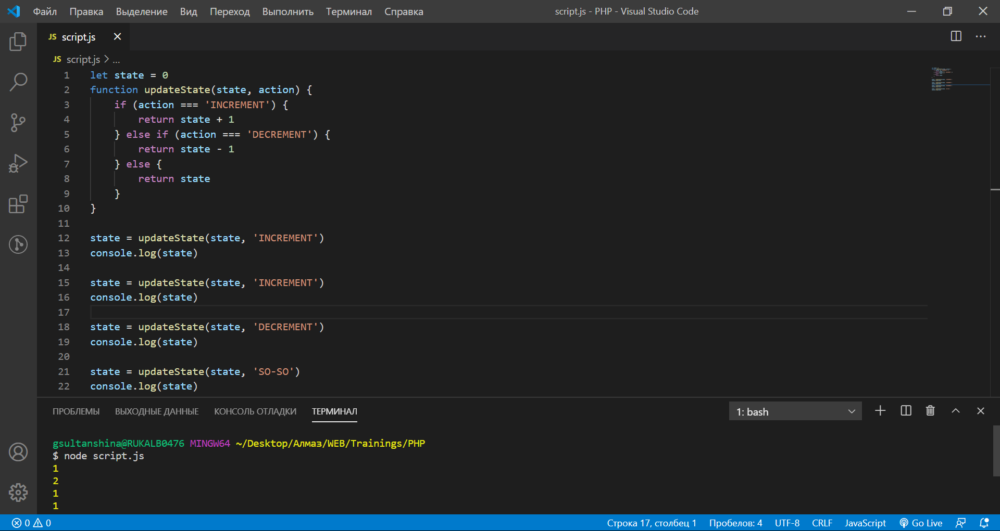 Файл Правка Выделение Вид Переход Выполнить Терминал Справка script.js - PHP - Visual Studio Code
JS script.js
JS script.js > ...
1 let state = 0
2 function updateState(state, action) {
3 if (action === 'INCREMENT') {
4 return state + 1
5 } else if (action === 'DECREMENT') {
6 return state - 1
7 } else {
8 return state
9 }
10 }
11
12 state = updateState(state, 'INCREMENT')
13 console.log(state)
14
15 state = updateState(state, 'INCREMENT')
16 console.log(state)
17
18 state = updateState(state, 'DECREMENT')
19 console.log(state)
20
21 state = updateState(state, 'SO-SO')
22 console.log(state)
ПРОБЛЕМЫ ВЫХОДНЫЕ ДАННЫЕ КОНСОЛЬ ОТЛАДКИ ТЕРМИНАЛ 1: bash
gsultanshina@RUKALB0476 MINGW64 ~/Desktop/Алмаз/WEB/Trainings/PHP
$ node script.js
1
2
1
1
0 0 Строка 17, столбец 1 Пробелов: 4 UTF-8 CRLF JavaScript Go Live